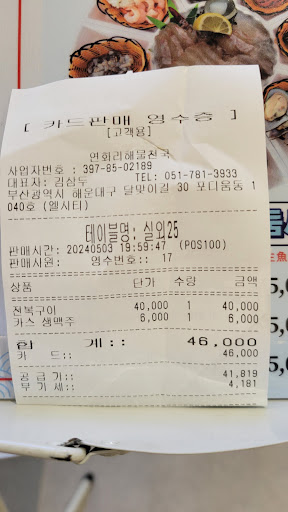 [ 카드판매 영수증 ]
[고객용]
연화리해물천국
사업자번호 : 397-85-02189
대표자: 김삼두 TEL: 051-781-3933
부산광역시 해운대구 달맞이길 30 포디움동 1
040호 (엘시티)
테이블명: 실외25
판매시간: 20240503 19:59:47 (POS100)
판매사원: 영수번호:: 17
상품 단가 수량 금액
전복구이 40,000 1 40,000
카스 생맥주 6,000 1 6,000
합 계:: 46,000
카 드:: 46,000
공 급 가:: 41,819
부 가 세:: 4,181